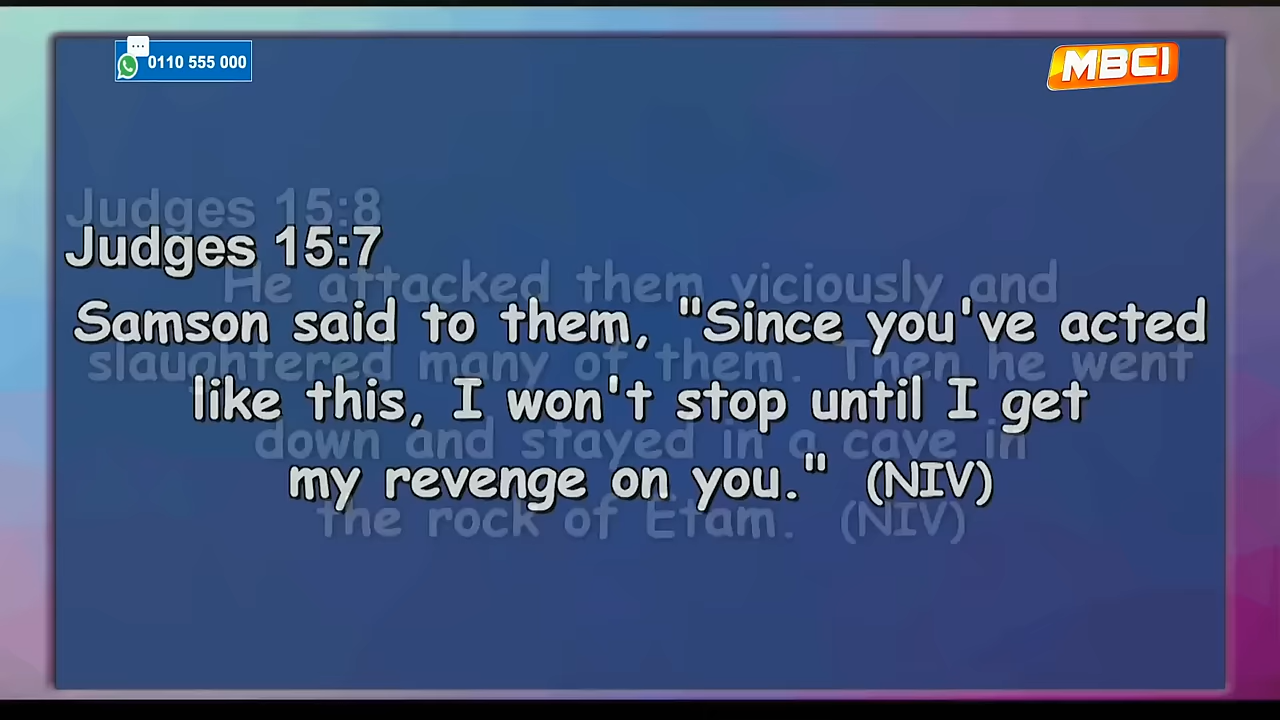 0110 555 000
MBCI
Judges 15:8
Judges 15:7
He attacked them viciously and
Samson said to them, "Since you've acted
slaughtered many of them. Then he went
like this, I won't stop until I get
down and stayed in a cave in
my revenge on you." (NIV)
the rock of Etam. (NIV)